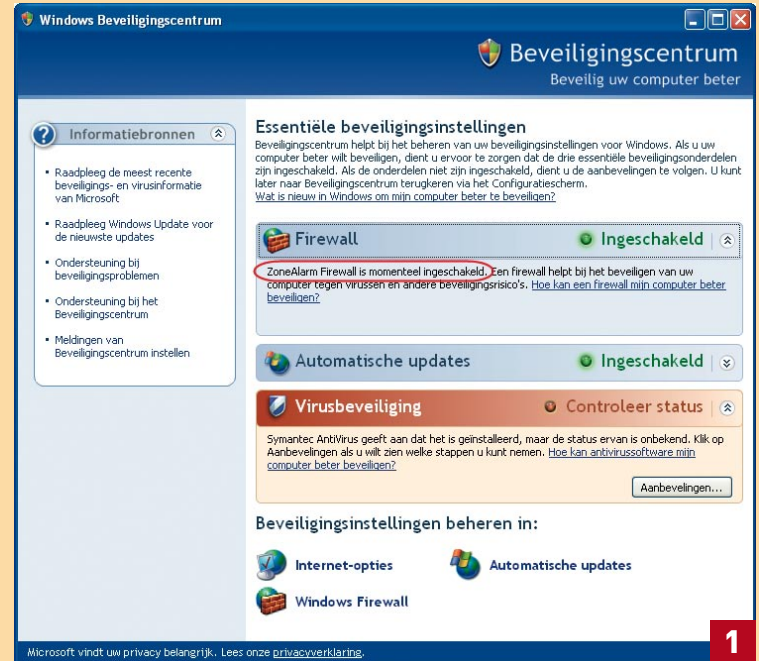 Windows Beveiligingscentrum
Beveiligingscentrum
Beveilig uw computer beter
Informatiebronnen
• Raadpleeg de meest recente
beveiligings- en virusinformatie
van Microsoft
• Raadpleeg Windows Update voor
de nieuwste updates
• Ondersteuning bij
beveiligingsproblemen
• Ondersteuning bij het
Beveiligingscentrum
• Meldingen van
Beveiligingscentrum instellen
Essentiële beveiligingsinstellingen
Beveiligingscentrum helpt bij het beheren van uw beveiligingsinstellingen voor Windows. Als u uw
computer beter wilt beveiligen, dient u ervoor te zorgen dat de drie essentiële beveiligingsonderdelen
zijn ingeschakeld. Als de onderdelen niet zijn ingeschakeld, dient u de aanbevelingen te volgen. U kunt
later naar Beveiligingscentrum terugkeren via het Configuratiescherm.
Wat is nieuw in Windows om mijn computer beter te beveiligen?
Firewall Ingeschakeld
ZoneAlarm Firewall is momenteel ingeschakeld. Een firewall helpt bij het beveiligen van uw
computer tegen virussen en andere beveiligingsrisico's. Hoe kan een firewall mijn computer beter
beveiligen?
Automatische updates Ingeschakeld
Virusbeveiliging Controleer status
Symantec AntiVirus geeft aan dat het is geïnstalleerd, maar de status ervan is onbekend. Klik op
Aanbevelingen als u wilt zien welke stappen u kunt nemen. Hoe kan antivirussoftware mijn
computer beter beveiligen?
Aanbevelingen...
Beveiligingsinstellingen beheren in:
Internet-opties Automatische updates
Windows Firewall
Microsoft vindt uw privacy belangrijk. Lees onze privacyverklaring.
1